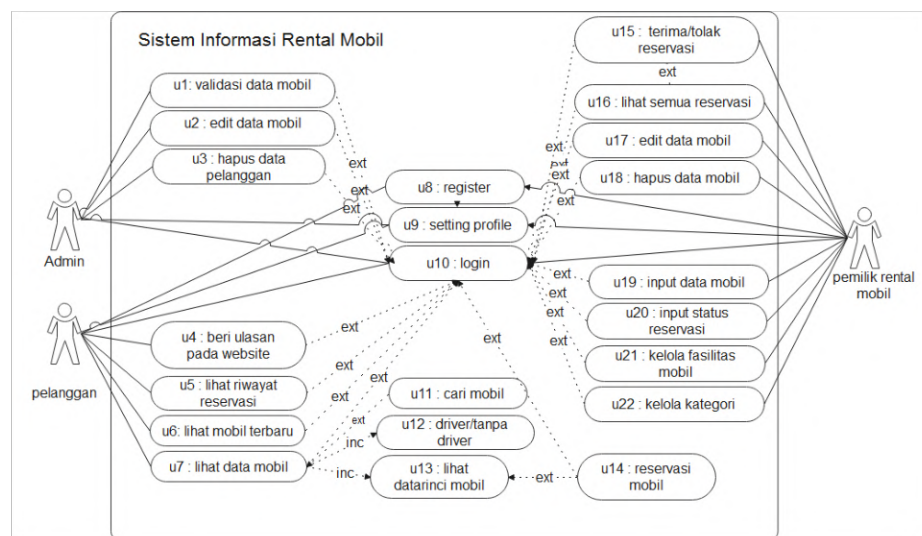 Sistem Informasi Rental Mobil
u1: validasi data mobil
u2 : edit data mobil
u3 : hapus data
pelanggan
ext
ext
ext
Admin
pelanggan
u4 : beri ulasan
pada website
u5 : lihat riwayat
reservasi
u6: lihat mobil terbaru
u7 : lihat data mobil
u8 : register
u9 : setting profile
u10 : login
ext
ext
ext
ext
ext
inc
inc
u11 : cari mobil
u12 : driver/tanpa
driver
u13 : lihat
datarinci mobil
ext
ext
u14 : reservasi
mobil
u15 : terima/tolak
reservasi
ext
u16 : lihat semua reservasi
u17 : edit data mobil
u18 : hapus data mobil
ext
ext
ext
ext
u19 : input data mobil
u20 : input status
reservasi
u21 : kelola fasilitas
mobil
u22 : kelola kategori
ext
ext
ext
ext
pemilik rental
mobil